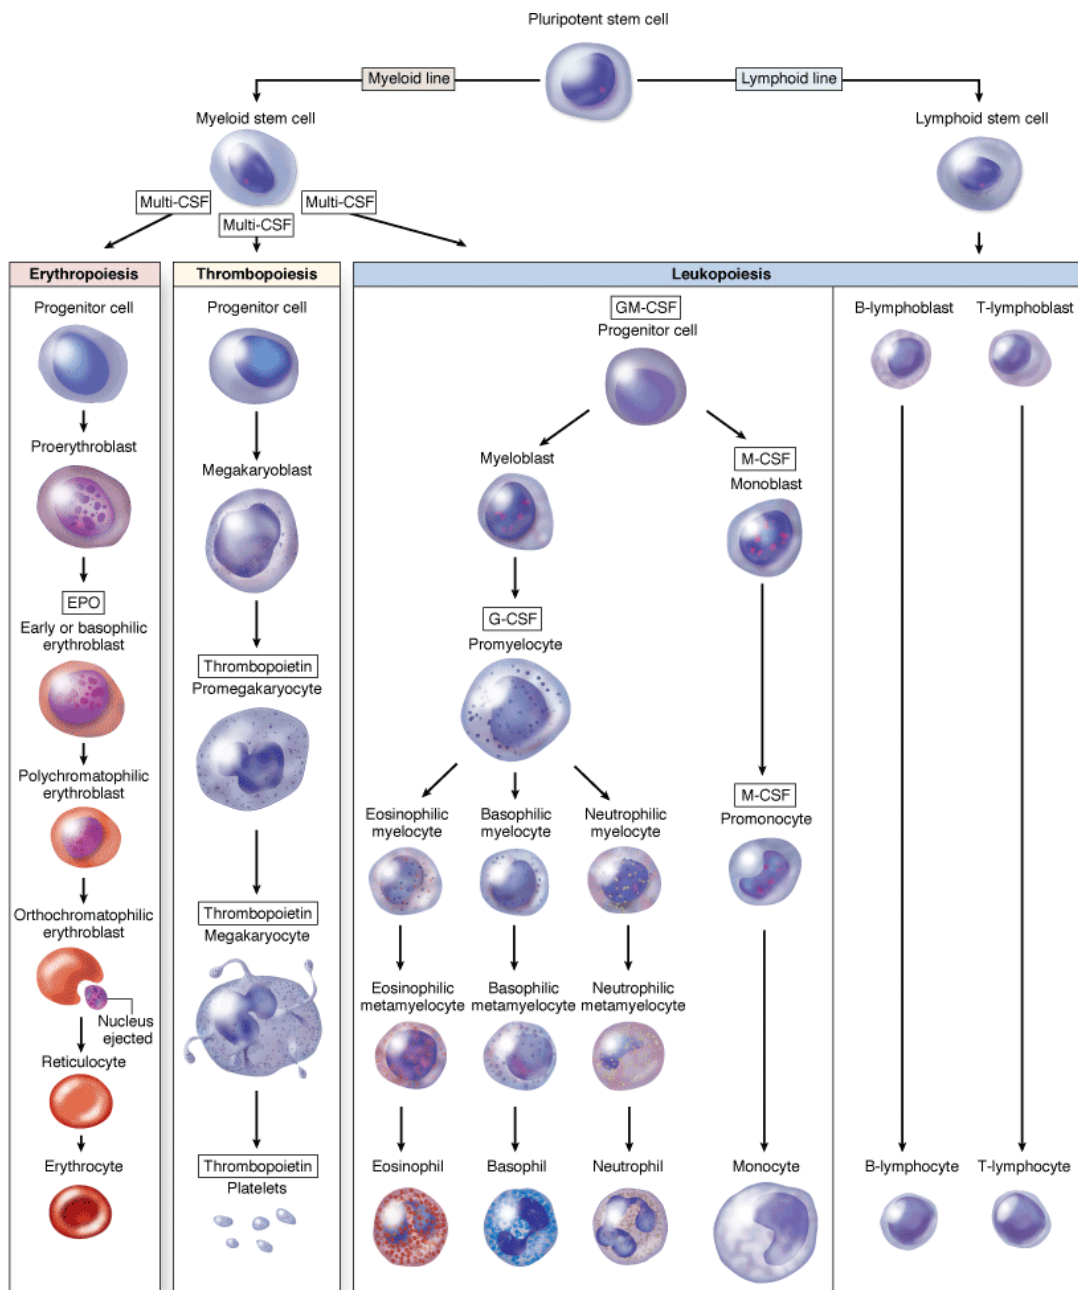 Pluripotent stem cell
Myeloid line
Lymphoid line
Myeloid stem cell
Lymphoid stem cell
Multi-CSF
Multi-CSF
Multi-CSF
Erythropoiesis
Thrombopoiesis
Leukopoiesis
Progenitor cell
Proerythroblast
EPO
Early or basophilic
erythroblast
Polychromatophilic
erythroblast
Orthochromatophilic
erythroblast
Nucleus
ejected
Reticulocyte
Erythrocyte
Progenitor cell
Megakaryoblast
Thrombopoietin
Promegakaryocyte
Thrombopoietin
Megakaryocyte
Thrombopoietin
Platelets
GM-CSF
Progenitor cell
Myeloblast
M-CSF
Monoblast
G-CSF
Promyelocyte
Eosinophilic
myelocyte
Basophilic
myelocyte
Neutrophilic
myelocyte
M-CSF
Promonocyte
Eosinophilic
metamyelocyte
Basophilic
metamyelocyte
Neutrophilic
metamyelocyte
Eosinophil
Basophil
Neutrophil
Monocyte
B-lymphoblast
T-lymphoblast
B-lymphocyte
T-lymphocyte